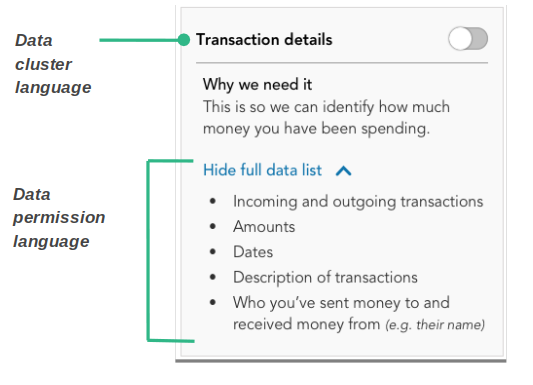 Data
cluster
language
Transaction details
Why we need it
This is so we can identify how much
money you have been spending.
Data
permission
language
Hide full data list
• Incoming and outgoing transactions
• Amounts
• Dates
• Description of transactions
• Who you've sent money to and
received money from (e.g. their name)